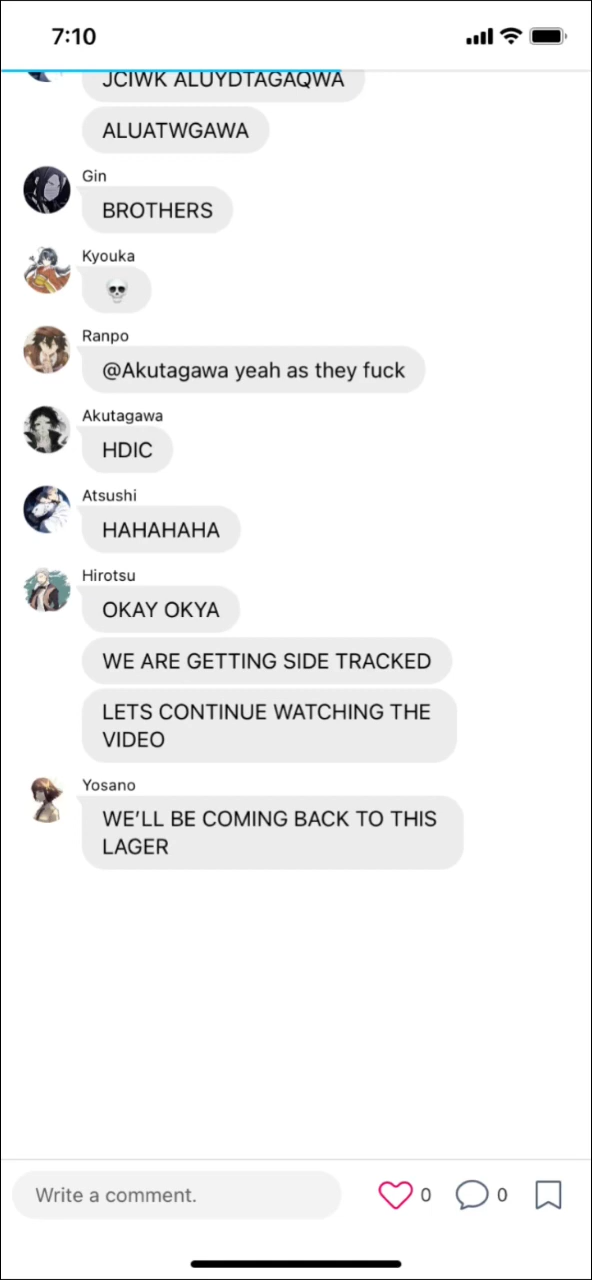 7:10
JCIWK ALUYDTAGAQWA
ALUATWGAWA
Gin
BROTHERS
Kyouka
💀
Ranpo
@Akutagawa yeah as they fuck
Akutagawa
HDIC
Atsushi
HAHAHAHA
Hirotsu
OKAY OKYA
WE ARE GETTING SIDE TRACKED
LETS CONTINUE WATCHING THE
VIDEO
Yosano
WE’LL BE COMING BACK TO THIS
LAGER
Write a comment.
0
0